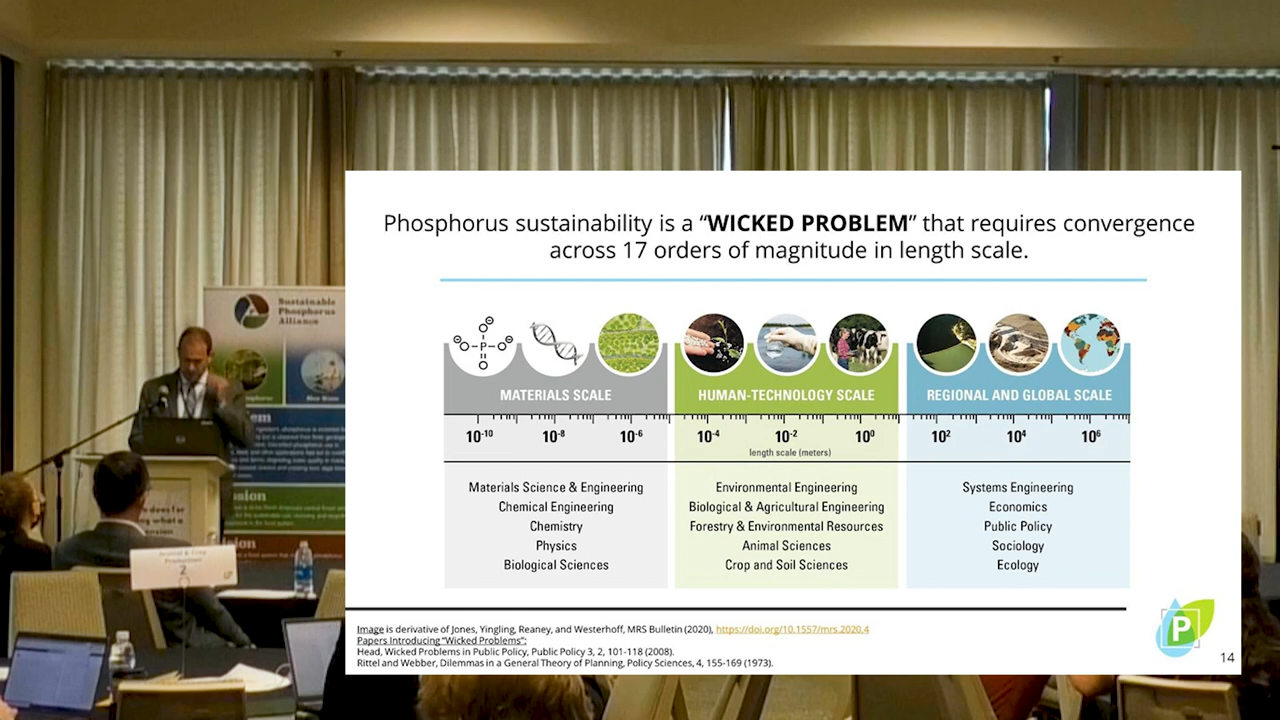 Phosphorus sustainability is a “WICKED PROBLEM” that requires convergence
across 17 orders of magnitude in length scale.
Sustainable
Phosphorus
Alliance
P
MATERIALS SCALE
HUMAN-TECHNOLOGY SCALE
REGIONAL AND GLOBAL SCALE
10-10 10-8 10-6
10-4 10-2 100
102 104 106
length scale (meters)
Materials Science & Engineering
Chemical Engineering
Chemistry
Physics
Biological Sciences
Environmental Engineering
Biological & Agricultural Engineering
Forestry & Environmental Resources
Animal Sciences
Crop and Soil Sciences
Systems Engineering
Economics
Public Policy
Sociology
Ecology
Production
2
Image is derivative of Jones, Yingling, Reaney, and Westerhoff, MRS Bulletin (2020), https://doi.org/10.1557/mrs.2020.4
Papers Introducing “Wicked Problems”:
Head, Wicked Problems in Public Policy, Public Policy 3, 2, 101-118 (2008).
Rittel and Webber, Dilemmas in a General Theory of Planning, Policy Sciences, 4, 155-169 (1973).
P
14